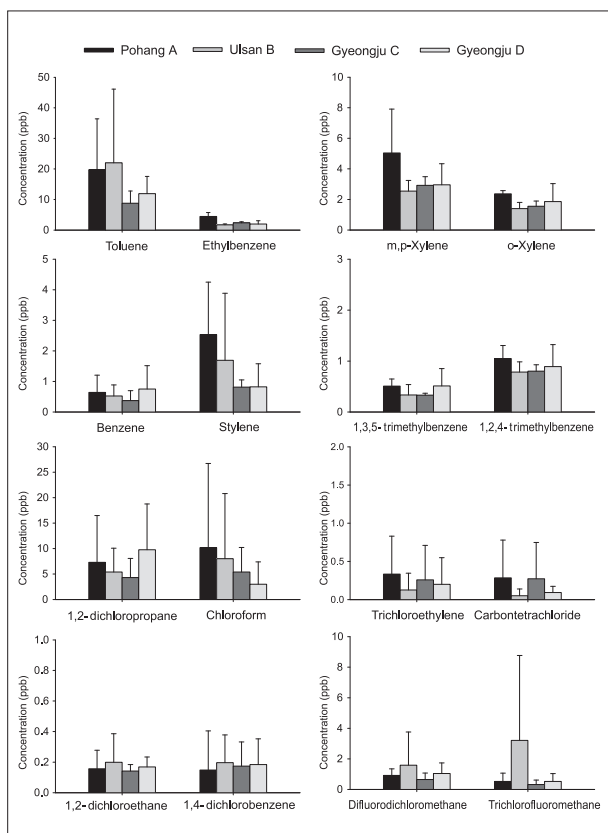 Pohang A Ulsan B Gyeongju C Gyeongju D
Concentration (ppb)
50
40
30
20
10
0
Toluene Ethylbenzene
Concentration (ppb)
10
8
6
4
2
0
m,p-Xylene o-Xylene
Concentration (ppb)
5
4
3
2
1
0
Benzene Stylene
Concentration (ppb)
3
2
1
0
1,3,5-trimethylbenzene 1,2,4-trimethylbenzene
Concentration (ppb)
30
25
20
15
10
5
0
1,2-dichloropropane Chloroform
Concentration (ppb)
2.0
1.5
1.0
0.5
0.0
Trichloroethylene Carbontetrachloride
Concentration (ppb)
1.0
0.8
0.6
0.4
0.2
0.0
1,2-dichloroethane 1,4-dichlorobenzene
Concentration (ppb)
10
8
6
4
2
0
Difluorodichloromethane Trichlorofluoromethane